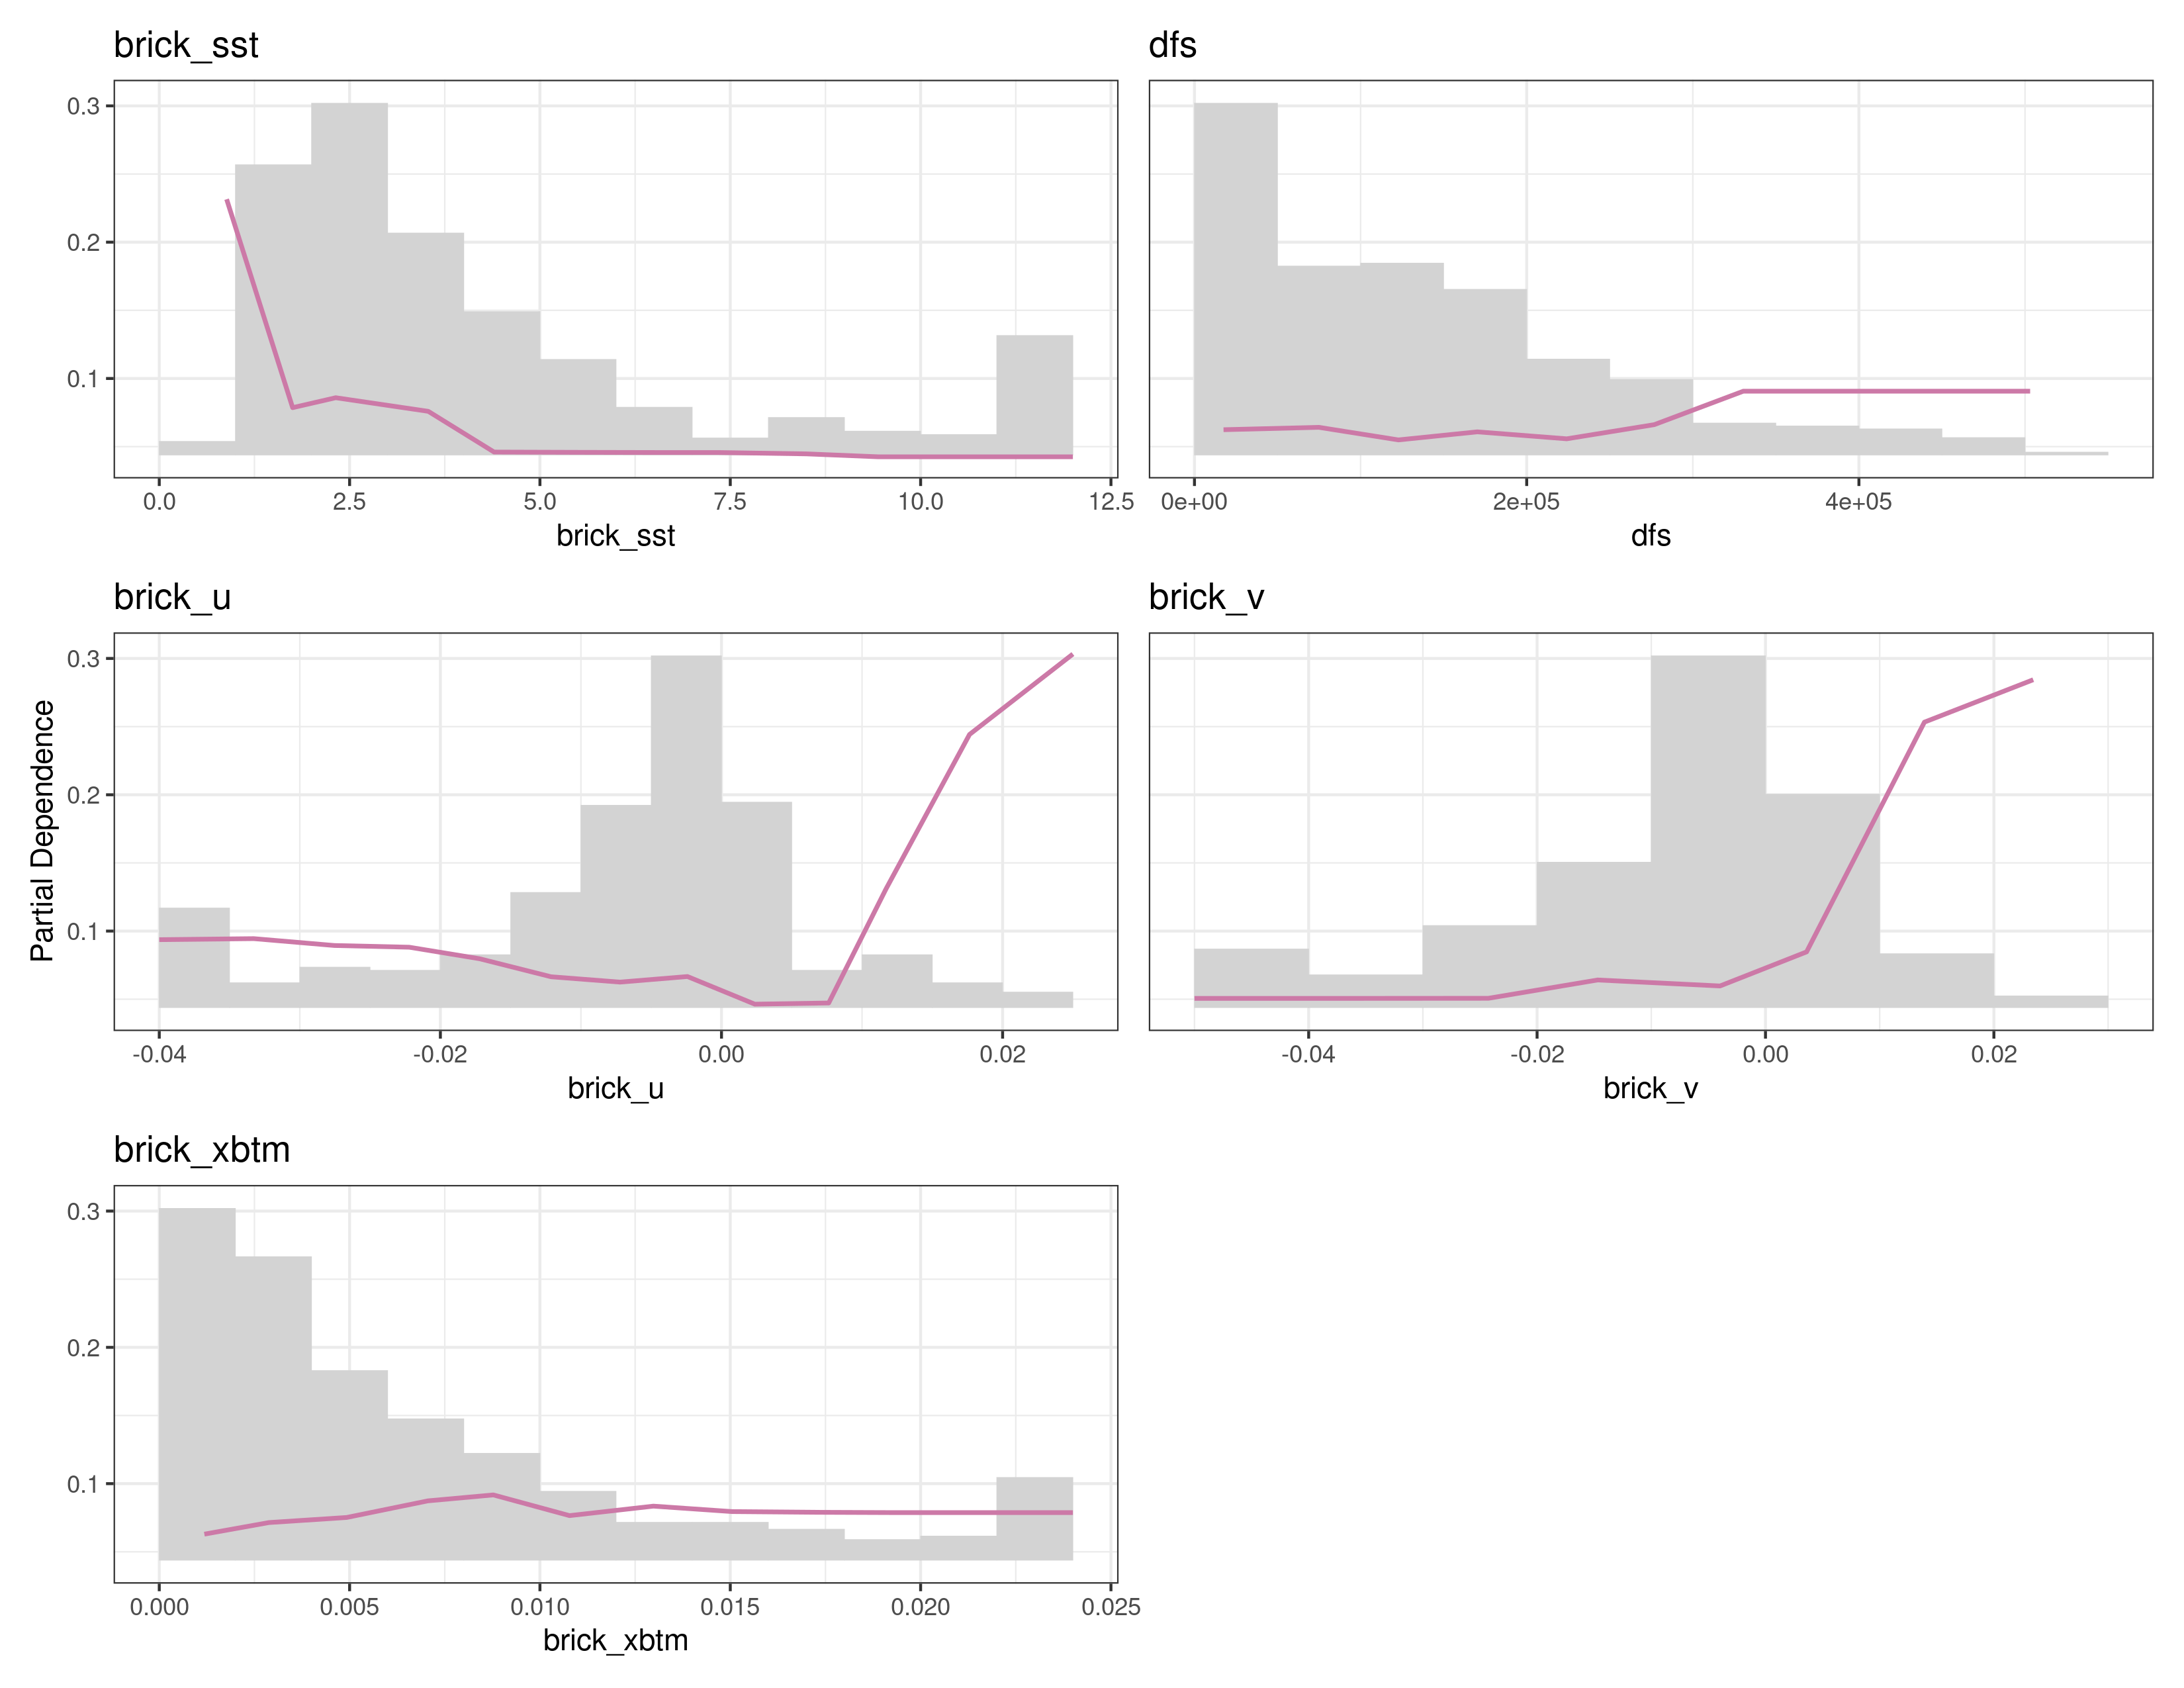 brick_sst
dfs
0.3
0.2
0.1
0.0 2.5 5.0 7.5 10.0 12.5
0e+00 2e+05 4e+05
brick_sst
dfs
brick_u
brick_v
Partial Dependence
0.3
0.2
0.1
-0.04 -0.02 0.00 0.02
-0.04 -0.02 0.00 0.02
brick_u
brick_v
brick_xbtm
0.3
0.2
0.1
0.000 0.005 0.010 0.015 0.020 0.025
brick_xbtm